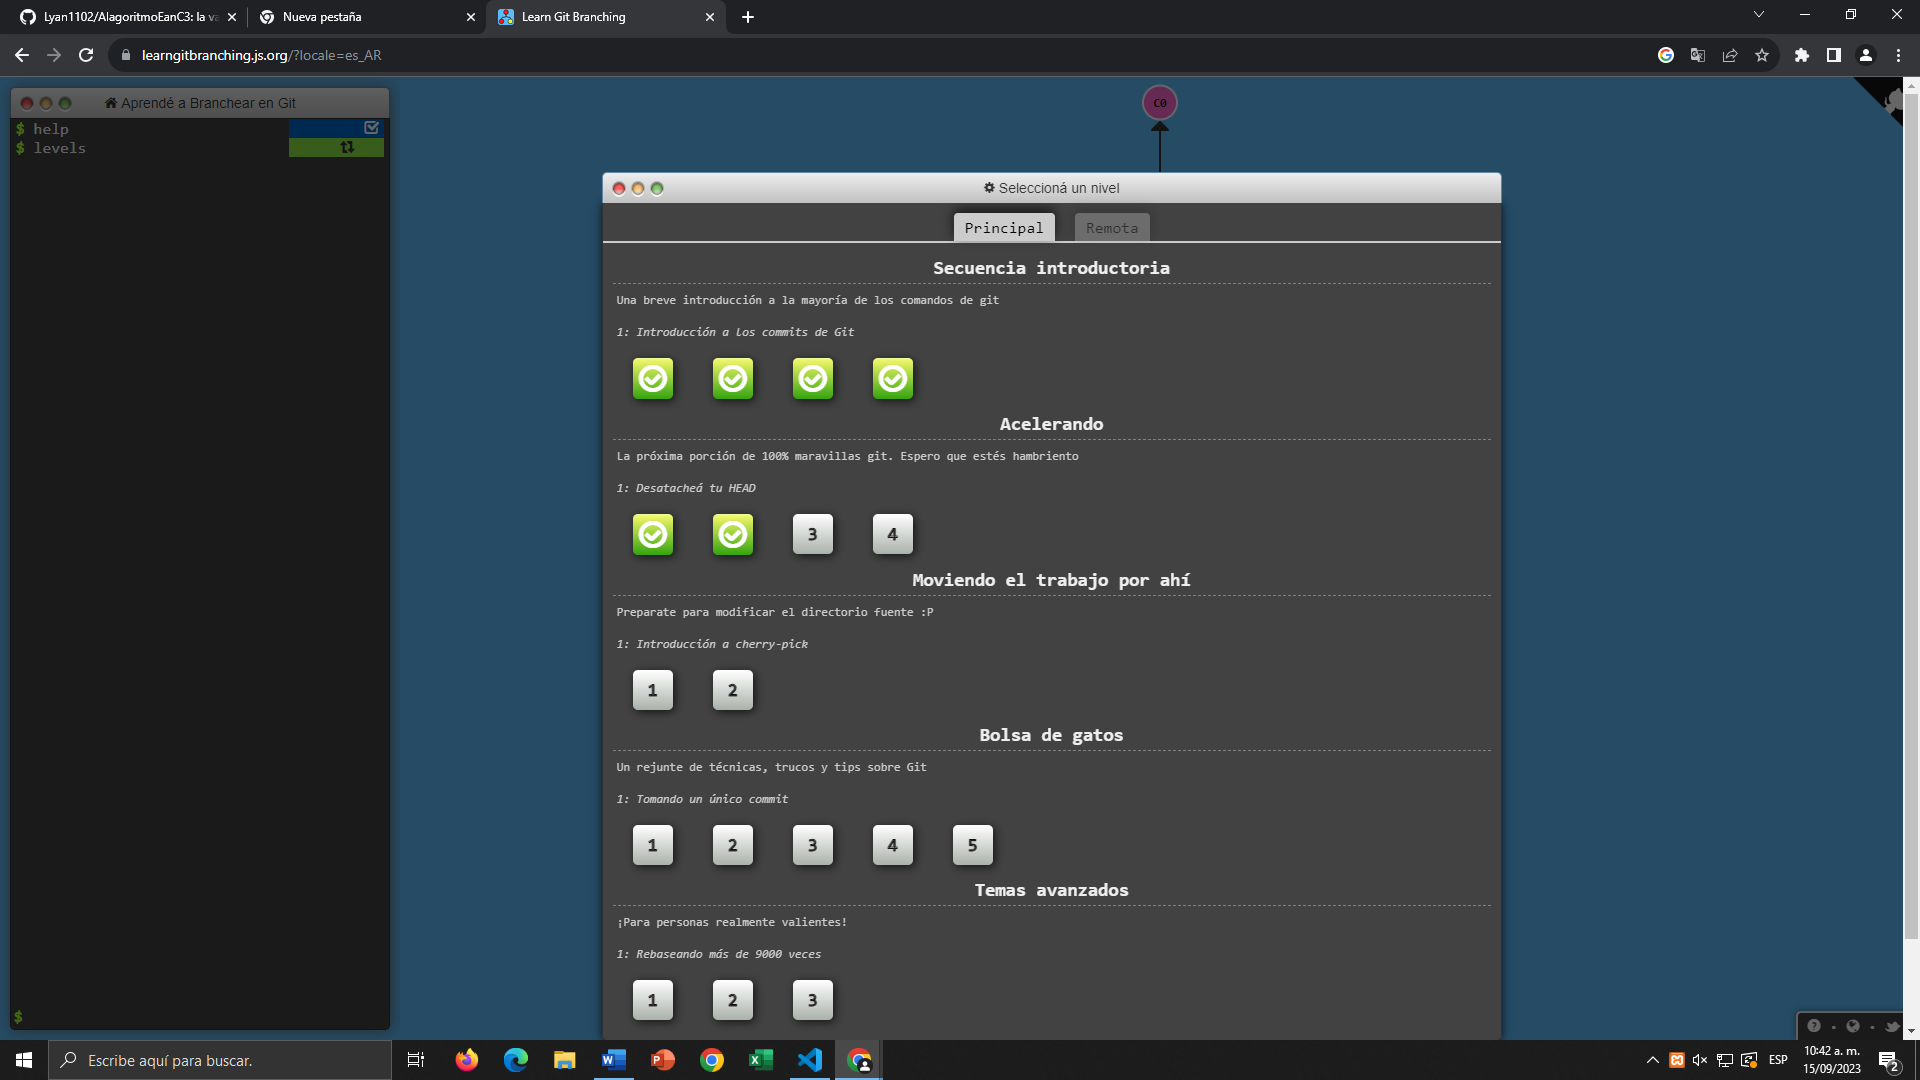 Lyan1102/AlagoritmoEanC3: la va
Nueva pestaña
Learn Git Branching
learngitbranching.js.org/?locale=es_AR
Aprendé a Branchear en Git
$ help
$ levels
$
C0
Seleccioná un nivel
Principal Remota
Secuencia introductoria
Una breve introducción a la mayoría de los comandos de git
1: Introducción a los commits de Git
Acelerando
La próxima porción de 100% maravillas git. Espero que estés hambriento
1: Desatacheá tu HEAD
3 4
Moviendo el trabajo por ahí
Preparate para modificar el directorio fuente :P
1: Introducción a cherry-pick
1 2
Bolsa de gatos
Un rejunte de técnicas, trucos y tips sobre Git
1: Tomando un único commit
1 2 3 4 5
Temas avanzados
¡Para personas realmente valientes!
1: Rebaseando más de 9000 veces
1 2 3
Escribe aquí para buscar.
ESP
10:42 a. m.
15/09/2023
2